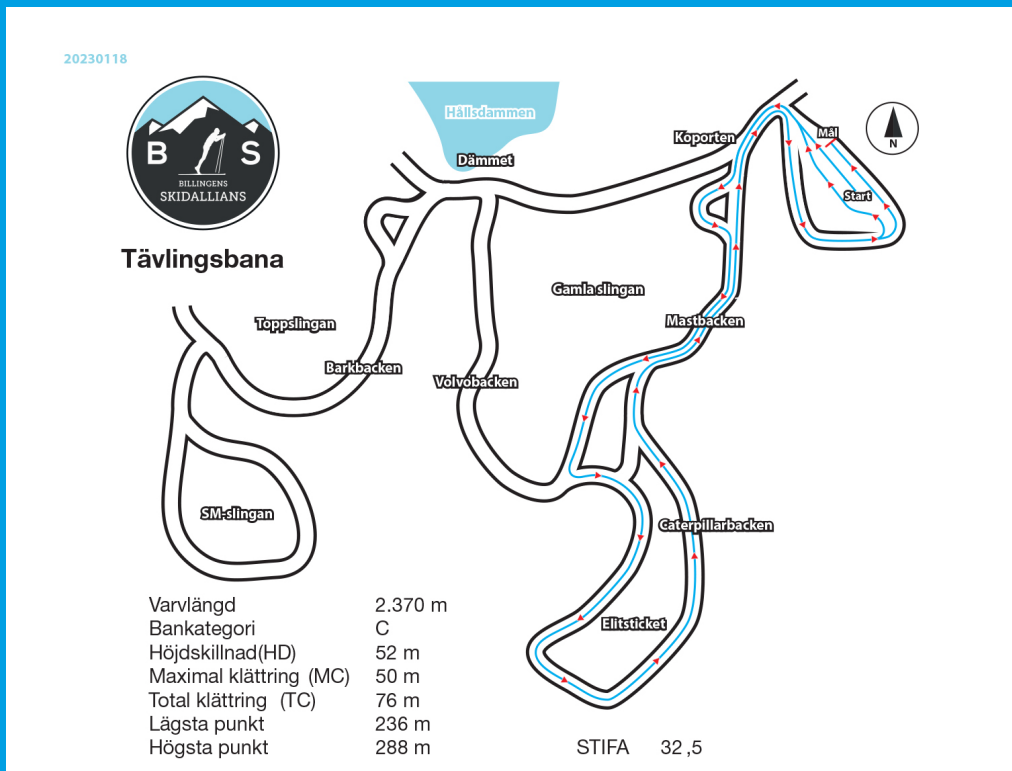 20230118
B S
BILLINGENS
SKIDALLIANS
Tävlingsbana
Hållsdammen
Dämmet
Koporten
Mål
N
Start
Gamla slingan
Toppslingan
Mastbacken
Barkbacken
Volvobacken
SM-slingan
Caterpillarbacken
Elitsticket
Varvlängd 2.370 m
Bankategori C
Höjdskillnad(HD) 52 m
Maximal klättring (MC) 50 m
Total klättring (TC) 76 m
Lägsta punkt 236 m
Högsta punkt 288 m
STIFA 32 ,5